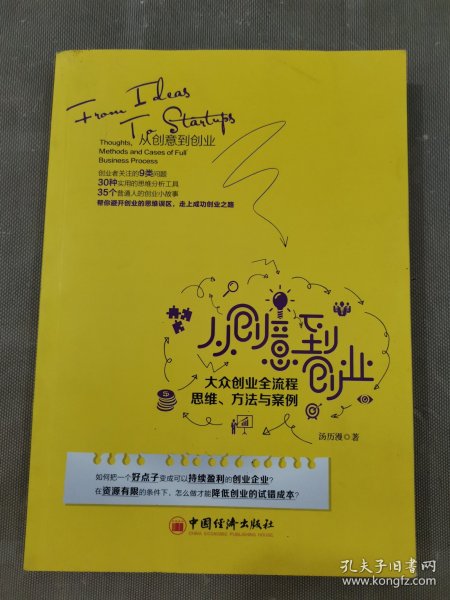 From Ideas
To Startups
Thoughts, 从创意到创业
Methods and Cases of Full
Business Process
创业者关注的9类问题
30种实用的思维分析工具
35个普通人的创业小故事
帮你避开创业的思维误区，走上成功创业之路
从创意到创业
大众创业全流程
思维、方法与案例
汤历漫◎著
如何把一个好点子变成可以持续盈利的创业企业？
在资源有限的条件下，怎么做才能降低创业的试错成本？
中国经济出版社
CHINA ECONOMIC PUBLISHING HOUSE
孔夫子旧书网
www.kongfz.com